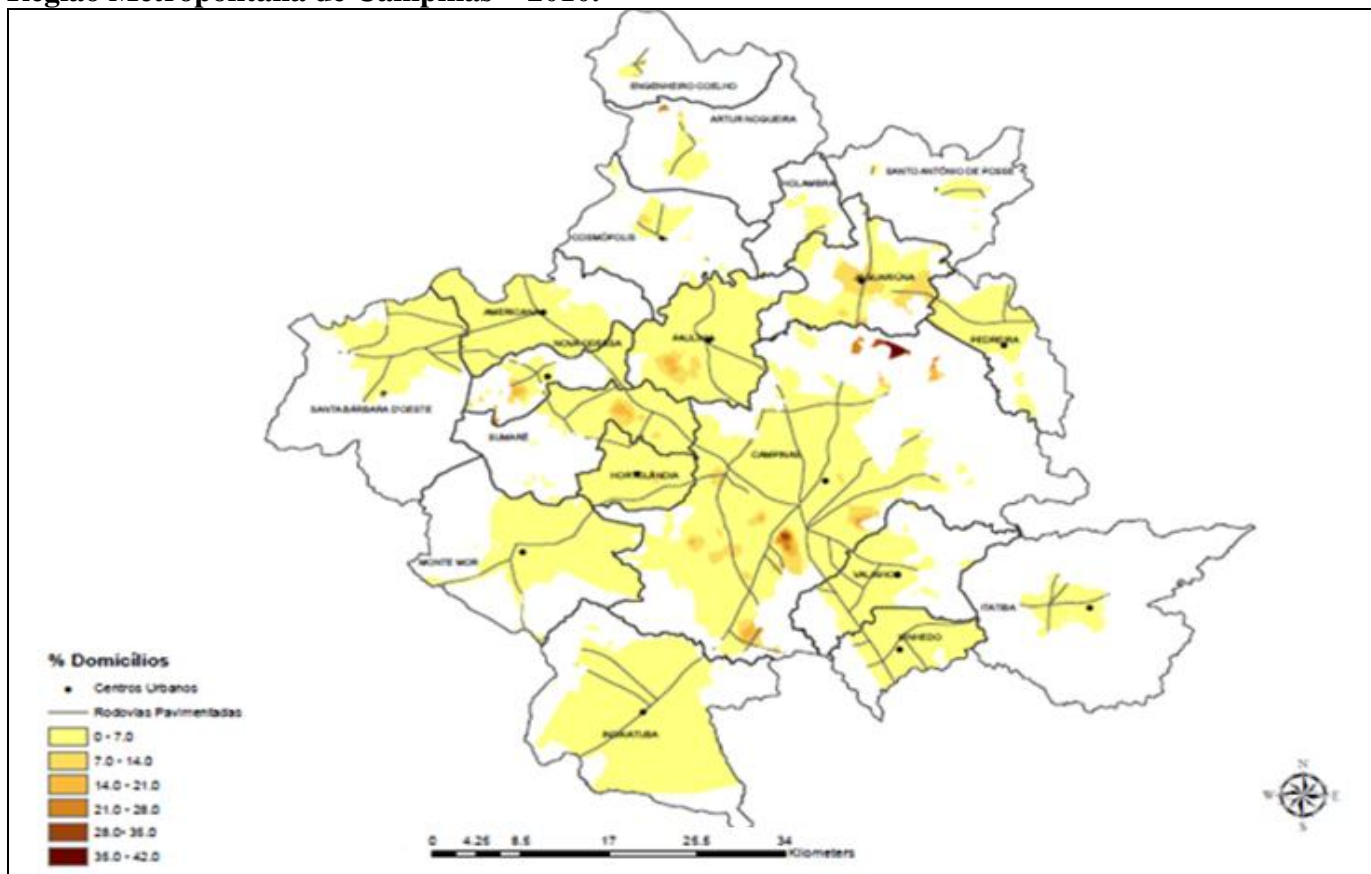 Região Metropolitana de Campinas – 2010.
ENGENHEIRO COELHO
ARTUR NOGUEIRA
SANTO ANTÔNIO DE POSSE
HOLAMBRA
COSMÓPOLIS
JAGUARIÚNA
AMERICANA
PAULÍNIA
NOVA ODESSA
PEDREIRA
SANTA BÁRBARA D'OESTE
SUMARÉ
CAMPINAS
HORTOLÂNDIA
MONTE MOR
VALINHOS
ITATIBA
VINHEDO
INDAIATUBA
% Domicílios
Centros Urbanos
Rodovias Pavimentadas
0 - 7.0
7.0 - 14.0
14.0 - 21.0
21.0 - 28.0
28.0- 35.0
35.0 - 42.0
0 4.25 8.5 17 25.5 34
Kilometers
N
W E
S